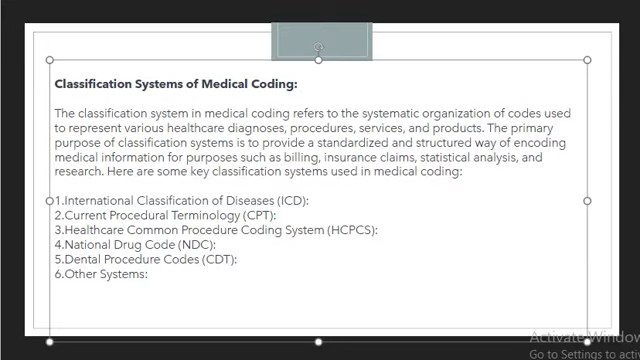 Classification Systems of Medical Coding:
The classification system in medical coding refers to the systematic organization of codes used
to represent various healthcare diagnoses, procedures, services, and products. The primary
purpose of classification systems is to provide a standardized and structured way of encoding
medical information for purposes such as billing, insurance claims, statistical analysis, and
research. Here are some key classification systems used in medical coding:
1.International Classification of Diseases (ICD):
2.Current Procedural Terminology (CPT):
3.Healthcare Common Procedure Coding System (HCPCS):
4.National Drug Code (NDC):
5.Dental Procedure Codes (CDT):
6.Other Systems:
Activate Window
Go to Settings to acti